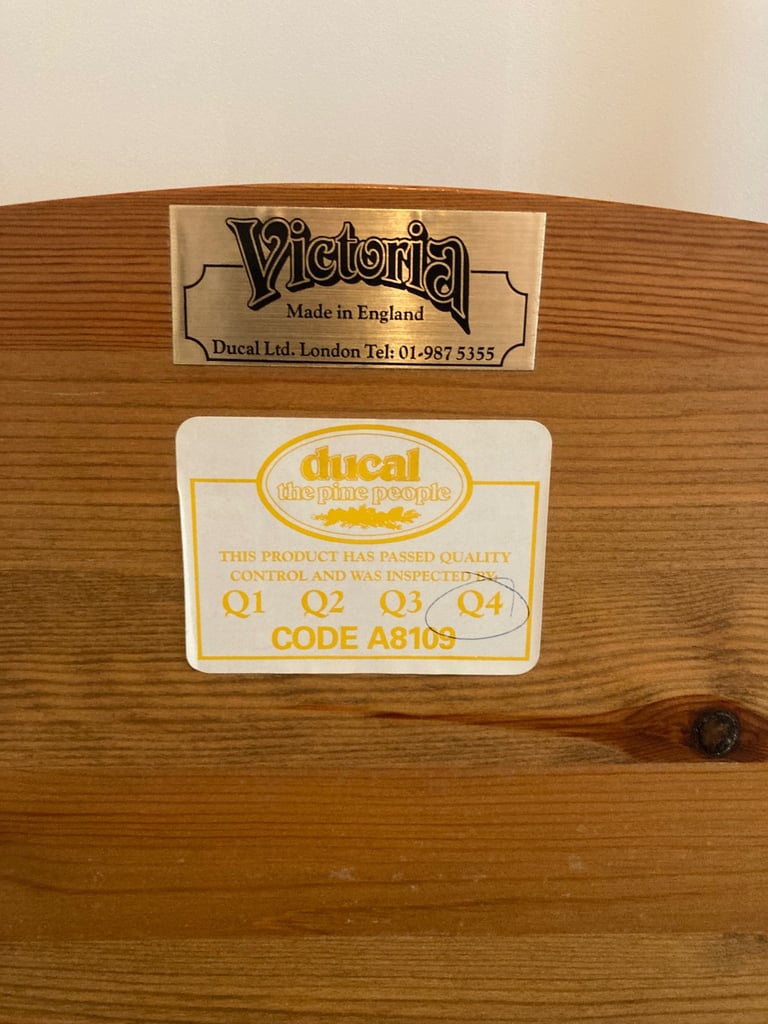 Victoria
Made in England
Ducal Ltd. London Tel: 01-987 5355
ducal
the pine people
THIS PRODUCT HAS PASSED QUALITY
CONTROL AND WAS INSPECTED BY:
Q1 Q2 Q3 Q4
CODE A8109